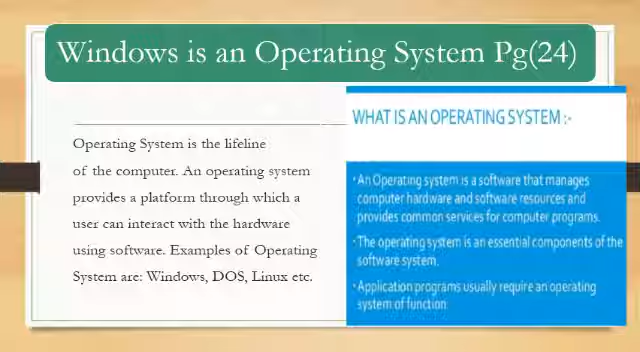 Windows is an Operating System Pg(24)
Operating System is the lifeline
of the computer. An operating system
provides a platform through which a
user can interact with the hardware
using software. Examples of Operating
System are: Windows, DOS, Linux etc.
WHAT IS AN OPERATING SYSTEM :-
•An Operating system is a software that manages
computer hardware and software resources and
provides common services for computer programs.
•The operating system is an essential components of the
software system.
•Application programs usually require an operating
system of function